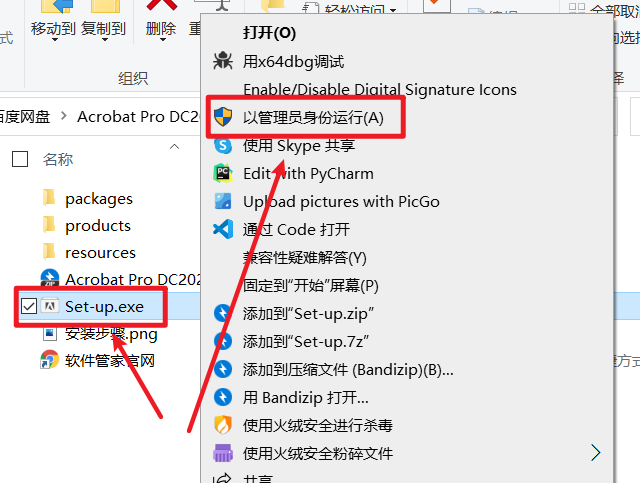 轻松访问
全部取消
移动到 复制到 删除
向选择
组织
百度网盘 > Acrobat Pro DC202
名称
packages
products
resources
Acrobat Pro DC202
Set-up.exe
安装步骤.png
软件管家官网
打开(O)
用x64dbg调试
Enable/Disable Digital Signature Icons
以管理员身份运行(A)
使用 Skype 共享
Edit with PyCharm
Upload pictures with PicGo
通过 Code 打开
兼容性疑难解答(Y)
固定到“开始”屏幕(P)
添加到“Set-up.zip”
添加到“Set-up.7z”
添加到压缩文件 (Bandizip)(B)...
用 Bandizip 打开...
使用火绒安全进行杀毒
使用火绒安全粉碎文件
共享
捷方式